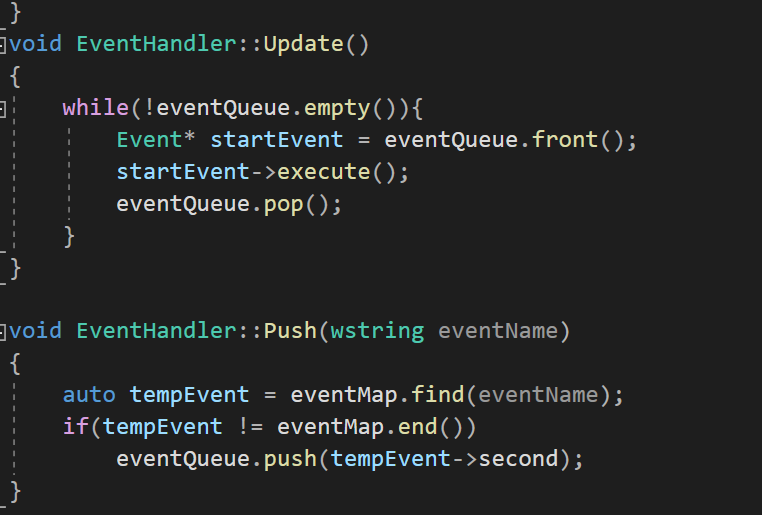 }
void EventHandler::Update()
{
while(!eventQueue.empty()){
Event* startEvent = eventQueue.front();
startEvent->execute();
eventQueue.pop();
}
}
void EventHandler::Push(wstring eventName)
{
auto tempEvent = eventMap.find(eventName);
if(tempEvent != eventMap.end())
eventQueue.push(tempEvent->second);
}